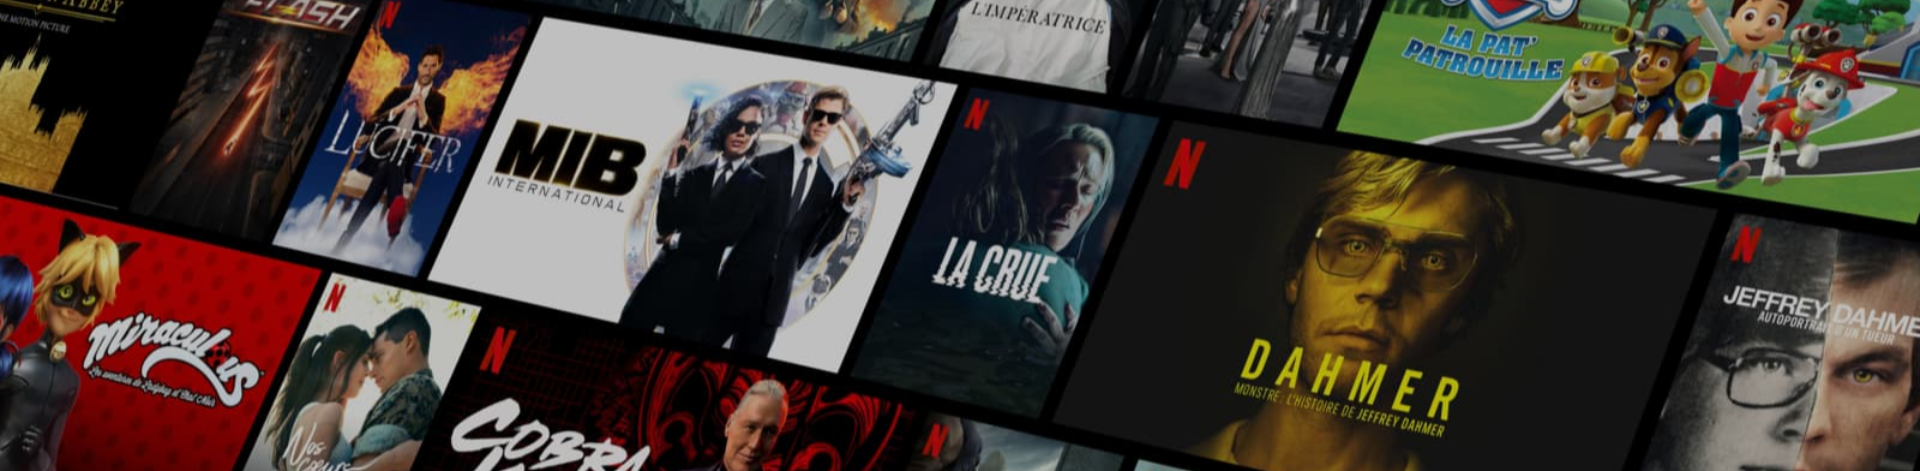 ABBEY
THE MOTION PICTURE
FLASH
N
LUCIFER
MIB
INTERNATIONAL
L'IMPÉRATRICE
N
LA CRUE
LA PAT'
PATROUILLE
N
DAHMER
MONSTRE : L'HISTOIRE DE JEFFREY DAHMER
N
JEFFREY DAHME
AUTOPORTRAIT D'UN TUEUR
Miraculous
Les aventures de Ladybug et Chat Noir
N
Nos
cœurs
N
COBRA
N